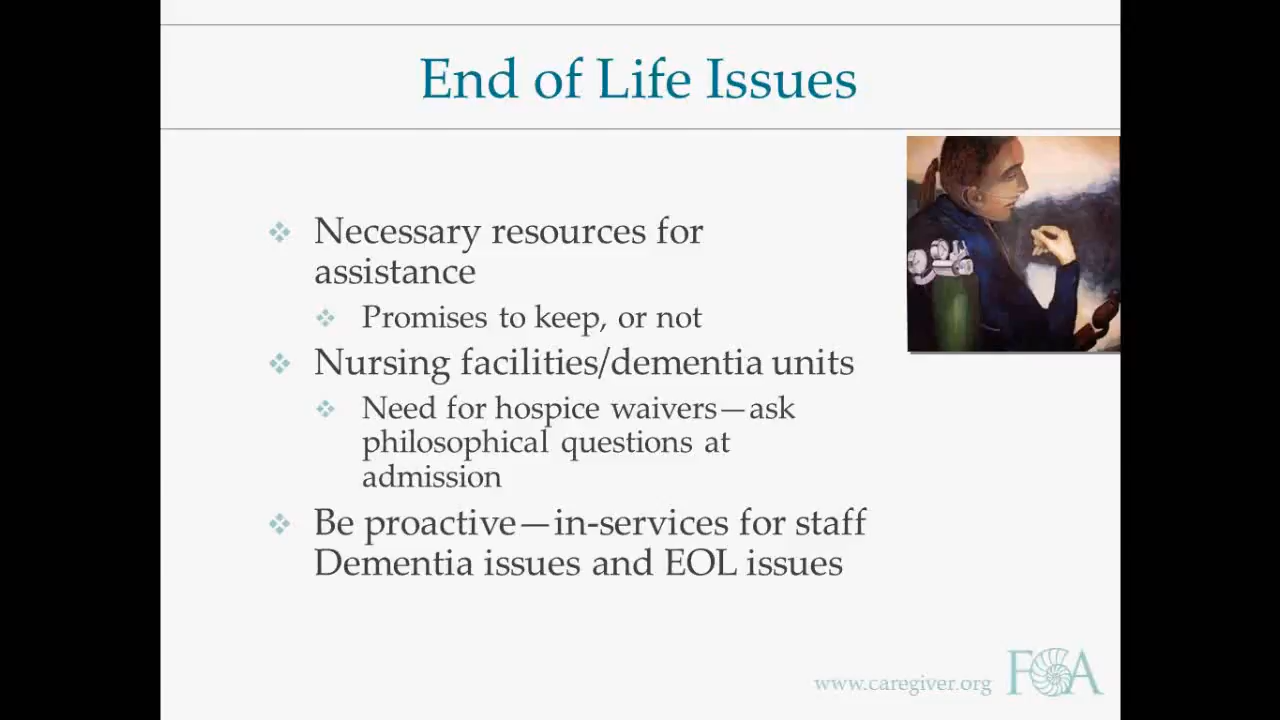 End of Life Issues
Necessary resources for
assistance
Promises to keep, or not
Nursing facilities/dementia units
Need for hospice waivers—ask
philosophical questions at
admission
Be proactive—in-services for staff
Dementia issues and EOL issues
www.caregiver.org FCA